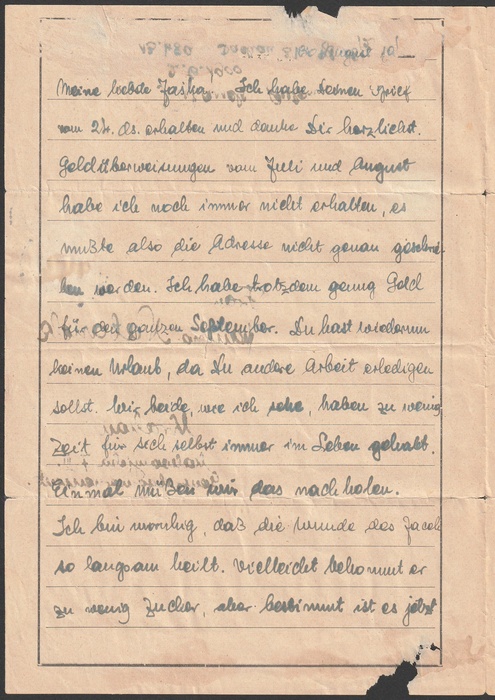 Meine liebste Jaska. Ich habe Deinen Brief
vom 24. ds. erhalten und danke Dir herzlichst.
Geldüberweisungen vom Juli und August
habe ich noch immer nicht erhalten, es
mußte also die Adresse nicht genau geschrie-
ben werden. Ich habe trotzdem genug Geld
für den ganzen September. Du hast wiederum
keinen Urlaub, da Du andere Arbeit erledigen
sollst. Wir beide, wie ich sehe, haben zu wenig
Zeit für sich selbst immer im Leben gehabt.
Einmal müßen wir das nachholen.
Ich bin unruhig, daß die Wunde des Jacob
so langsam heilt. Vielleicht bekommt er
zu wenig Zucker, aber bestimmt ist es jetzt